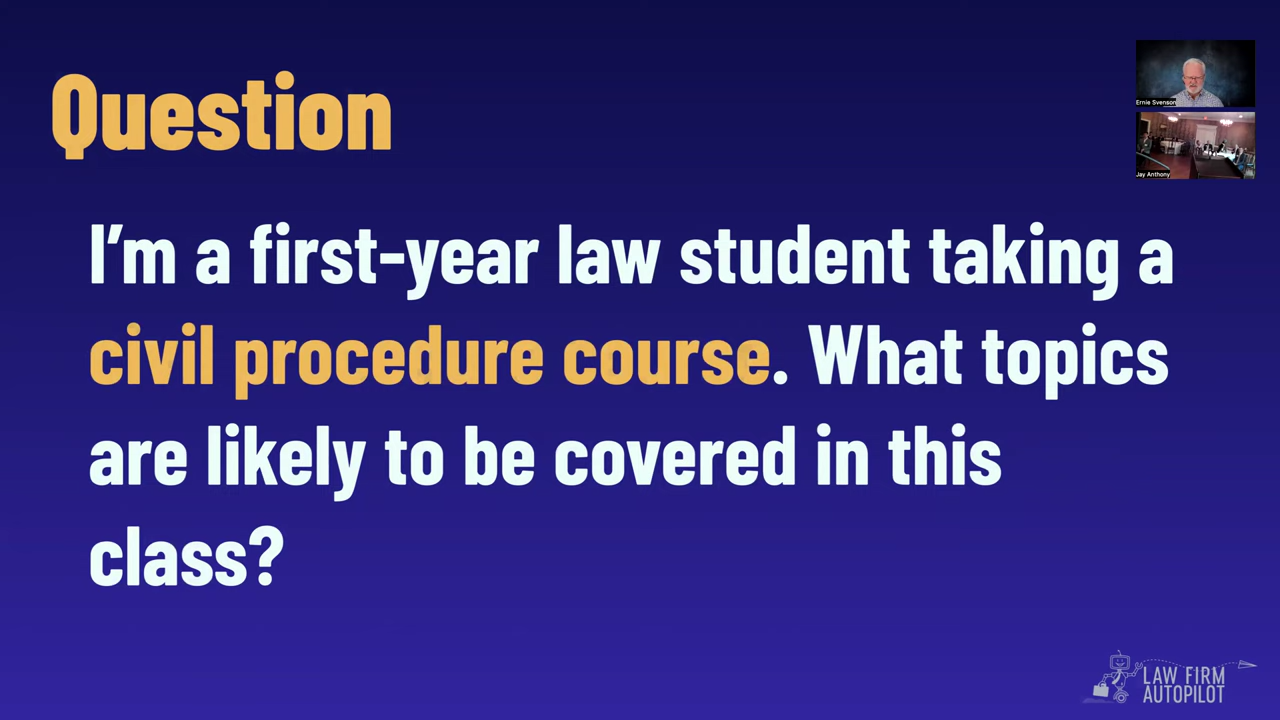 Question
Ernie Svenson
Jay Anthony
I’m a first-year law student taking a
civil procedure course. What topics
are likely to be covered in this
class?
LAW FIRM
AUTOPILOT